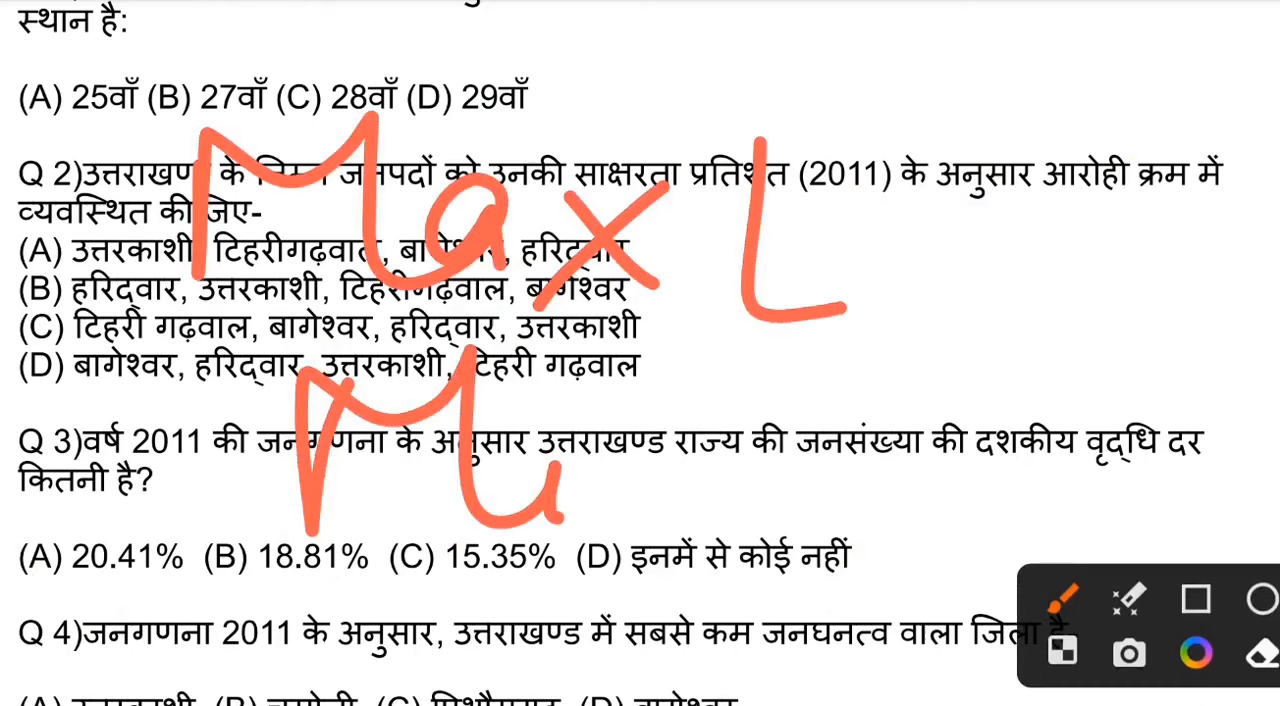 स्थान है:
(A) 25वाँ (B) 27वाँ (C) 28वाँ (D) 29वाँ
Q 2)उत्तराखण्ड के निम्न जनपदों को उनकी साक्षरता प्रतिशत (2011) के अनुसार आरोही क्रम में
व्यवस्थित कीजिए-
(A) उत्तरकाशी, टिहरीगढ़वाल, बागेश्वर, हरिद्वार
(B) हरिद्वार, उत्तरकाशी, टिहरीगढ़वाल, बागेश्वर
(C) टिहरी गढ़वाल, बागेश्वर, हरिद्वार, उत्तरकाशी
(D) बागेश्वर, हरिद्वार, उत्तरकाशी, टिहरी गढ़वाल
Max L
M
Q 3)वर्ष 2011 की जनगणना के अनुसार उत्तराखण्ड राज्य की जनसंख्या की दशकीय वृद्धि दर
कितनी है?
(A) 20.41% (B) 18.81% (C) 15.35% (D) इनमें से कोई नहीं
Q 4)जनगणना 2011 के अनुसार, उत्तराखण्ड में सबसे कम जनघनत्व वाला जिला है-